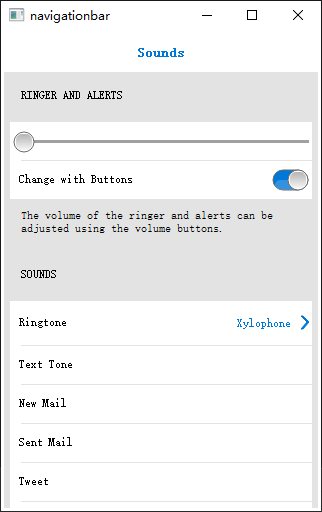 navigationbar
Sounds
RINGER AND ALERTS
Change with Buttons
The volume of the ringer and alerts can be
adjusted using the volume buttons.
SOUNDS
Ringtone Xylophone
Text Tone
New Mail
Sent Mail
Tweet